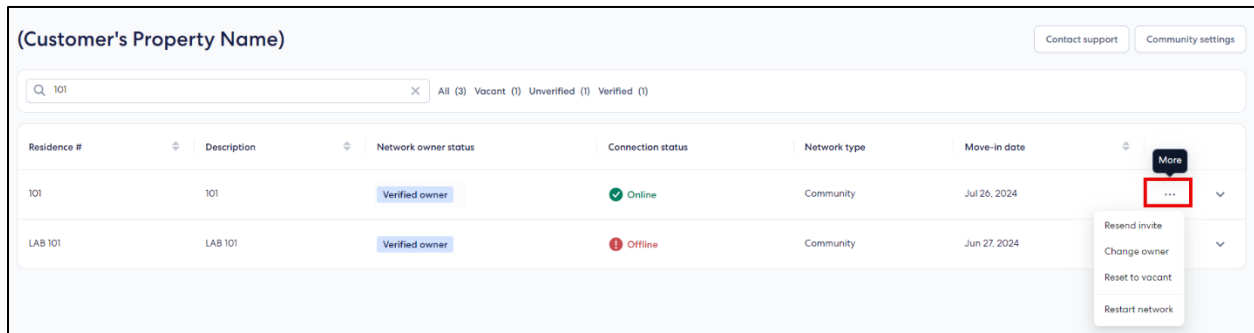 (Customer's Property Name)
Contact support
Community settings
101
All (3) Vacant (1) Unverified (1) Verified (1)
Residence # Description Network owner status Connection status Network type Move-in date
More
101 101 Verified owner Online Community Jul 26, 2024 ...
Resend invite
LAB 101 LAB 101 Verified owner Offline Community Jun 27, 2024
Change owner
Reset to vacant
Restart network